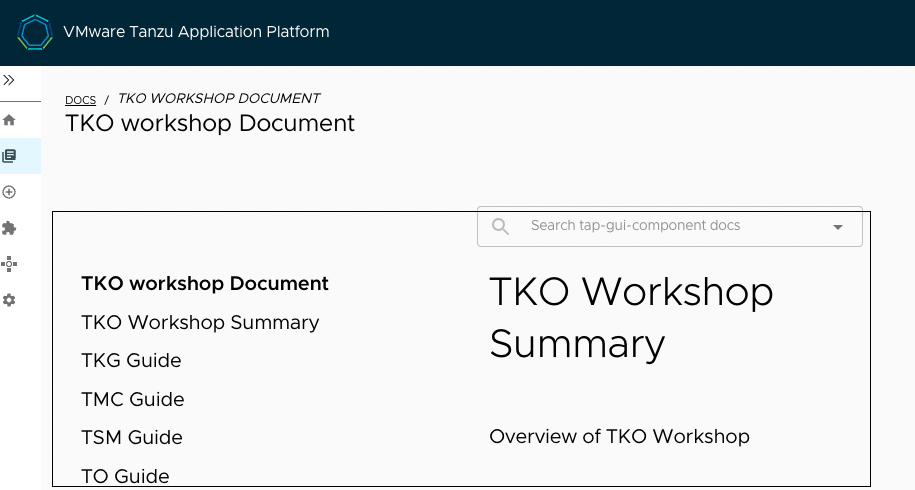 VMware Tanzu Application Platform
DOCS / TKO WORKSHOP DOCUMENT
TKO workshop Document
Search tap-gui-component docs
TKO workshop Document
TKO Workshop Summary
TKG Guide
TMC Guide
TSM Guide
TO Guide
TKO Workshop
Summary
Overview of TKO Workshop